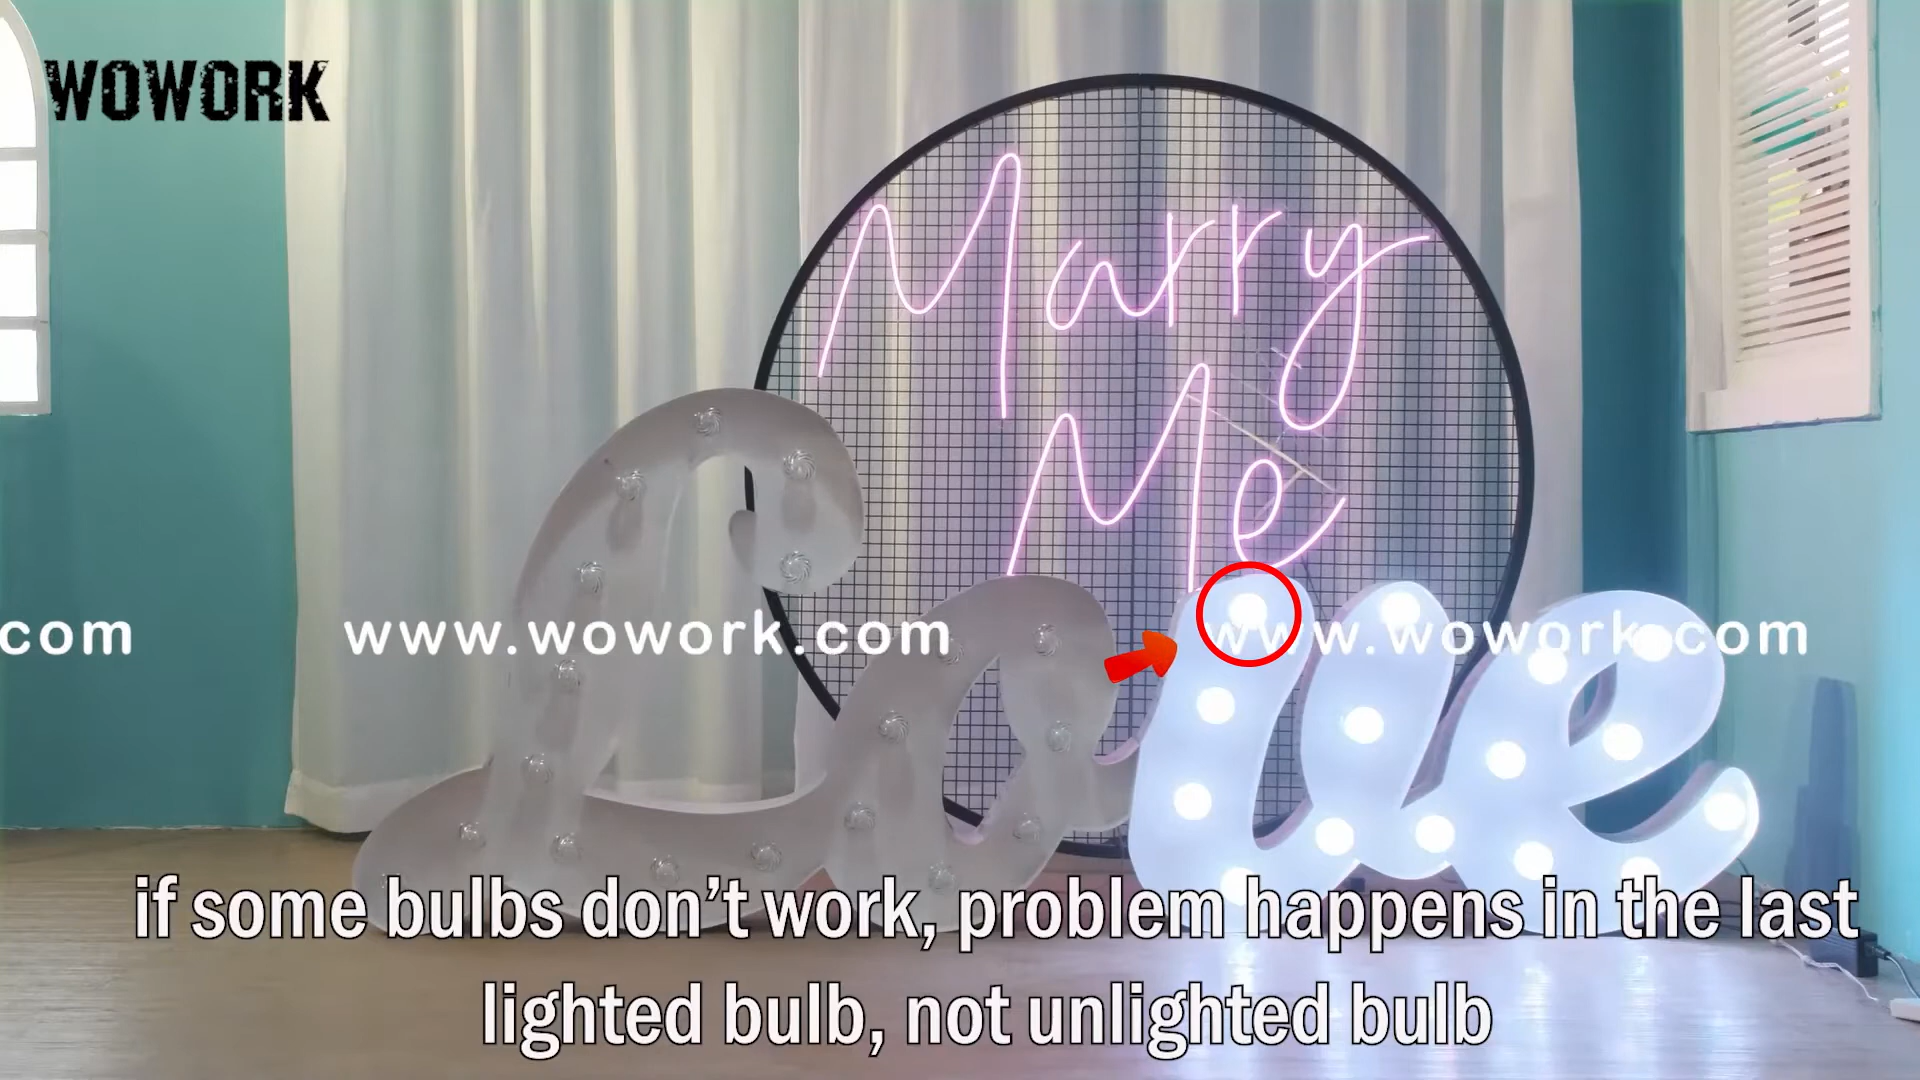 WOWORK
Marry
Me
com www.wowork.com www.wowork.com
Love
if some bulbs don't work, problem happens in the last
lighted bulb, not unlighted bulb